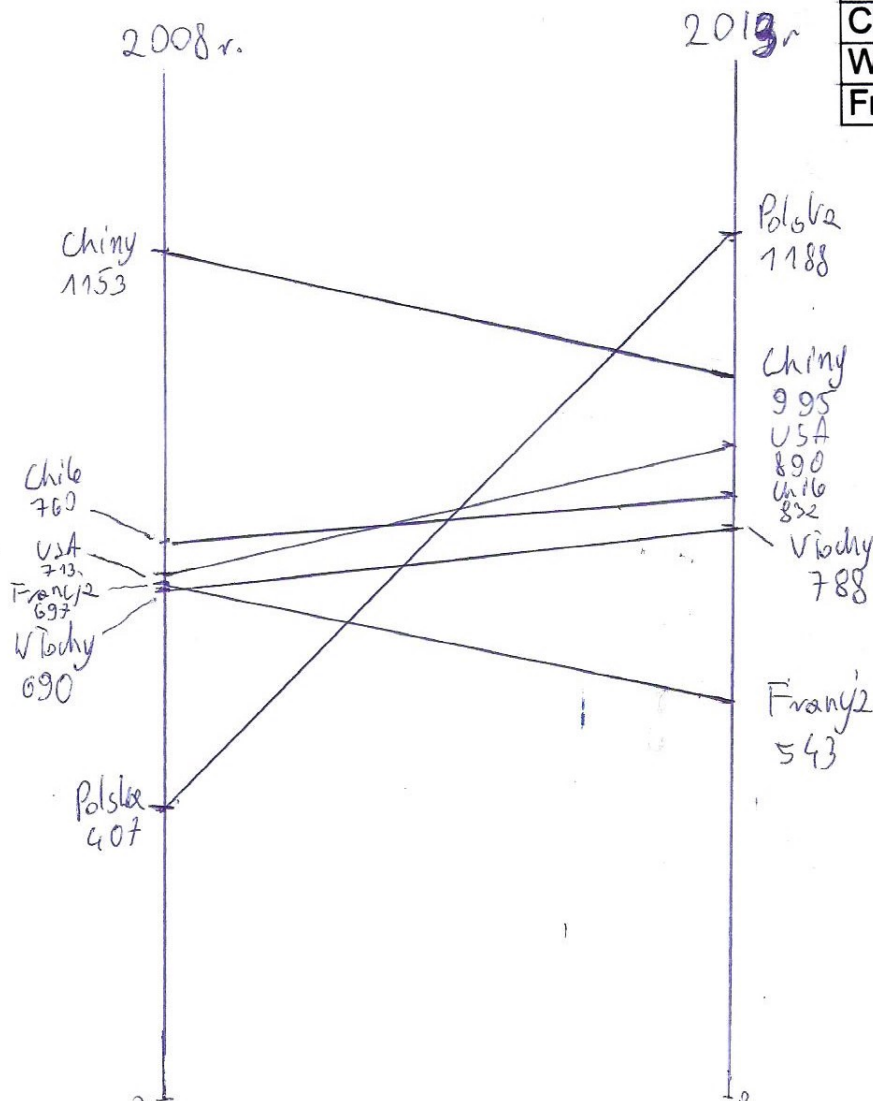 2008 r.
2019 r
C
W
Fr
Chiny
1153
Chile
760
USA
713
Francja
697
Włochy
690
Polska
407
Polska
1188
Chiny
995
USA
890
Chile
832
Włochy
788
Francja
543